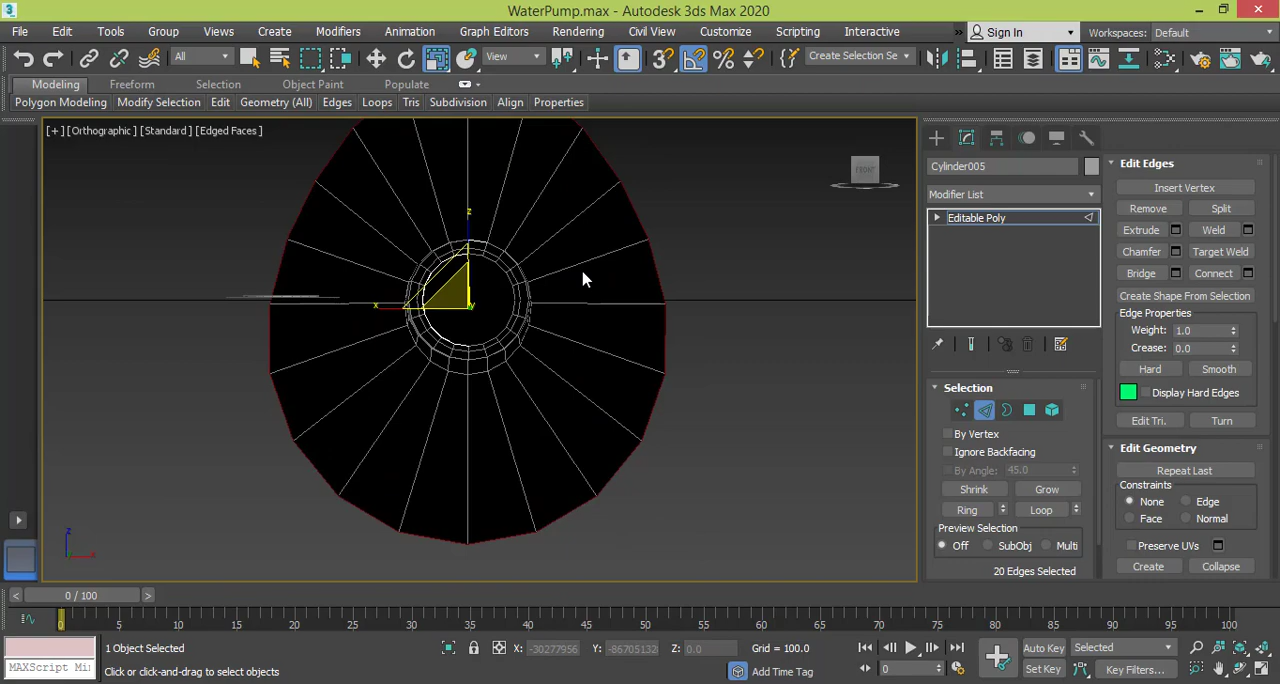 WaterPump.max - Autodesk 3ds Max 2020
File Edit Tools Group Views Create Modifiers Animation Graph Editors Rendering Civil View Customize Scripting Interactive » Sign In Workspaces: Default
All View Create Selection Se
Modeling Freeform Selection Object Paint Populate
Polygon Modeling Modify Selection Edit Geometry (All) Edges Loops Tris Subdivision Align Properties
[+] [Orthographic] [Standard] [Edged Faces]
FRONT
z
x
y
z
x
Cylinder005
Modifier List
Editable Poly
Selection
By Vertex
Ignore Backfacing
By Angle: 45.0
Shrink Grow
Ring Loop
Preview Selection
Off SubObj Multi
20 Edges Selected
Edit Edges
Insert Vertex
Remove Split
Extrude Weld
Chamfer Target Weld
Bridge Connect
Create Shape From Selection
Edge Properties
Weight: 1.0
Crease: 0.0
Hard Smooth
Display Hard Edges
Edit Tri. Turn
Edit Geometry
Repeat Last
Constraints
None Edge
Face Normal
Preserve UVs
Create Collapse
< 0 / 100 >
0 5 10 15 20 25 30 35 40 45 50 55 60 65 70 75 80 85 90 95 100
1 Object Selected X: -30277956 Y: -86705132 Z: 0.0 Grid = 100.0 Auto Key Selected
MAXScript Mi Click or click-and-drag to select objects Add Time Tag 0 Set Key Key Filters...